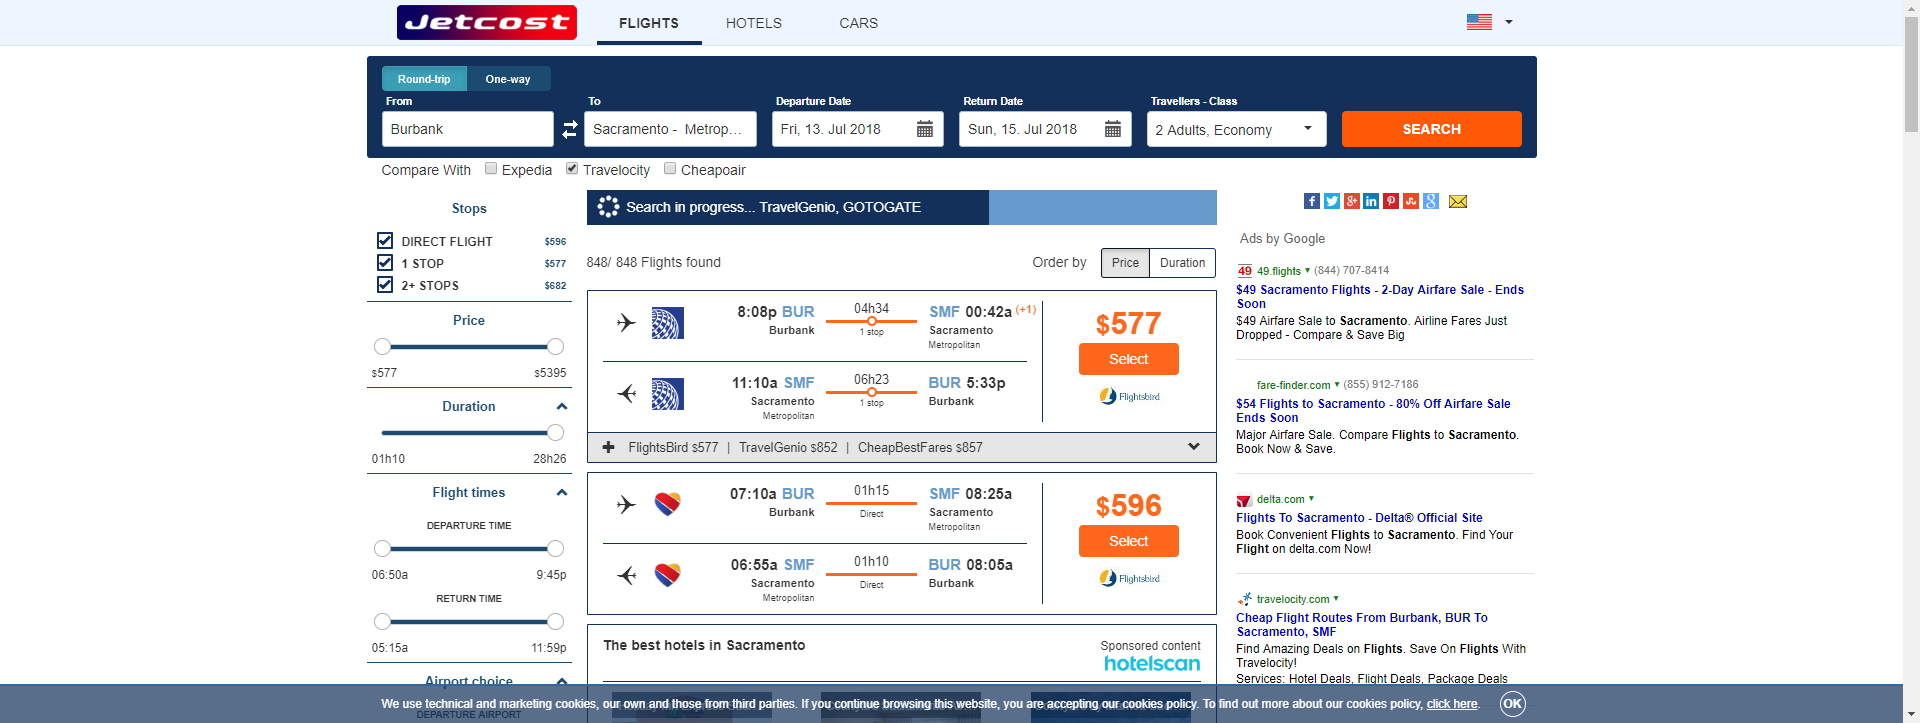 Jetcost
FLIGHTS
HOTELS
CARS
Round-trip
One-way
From
To
Departure Date
Return Date
Travellers - Class
Burbank
Sacramento - Metrop...
Fri, 13. Jul 2018
Sun, 15. Jul 2018
2 Adults, Economy
SEARCH
Compare With
Expedia
Travelocity
Cheapoair
Stops
DIRECT FLIGHT $596
1 STOP $577
2+ STOPS $682
Price
$577 $5395
Duration
01h10 28h26
Flight times
DEPARTURE TIME
06:50a 9:45p
RETURN TIME
05:15a 11:59p
Airport choice
DEPARTURE AIRPORT
Search in progress... TravelGenio, GOTOGATE
848/ 848 Flights found
Order by
Price
Duration
8:08p BUR
Burbank
04h34
1 stop
SMF 00:42a (+1)
Sacramento
Metropolitan
11:10a SMF
Sacramento
Metropolitan
06h23
1 stop
BUR 5:33p
Burbank
$577
Select
Flightsbird
FlightsBird $577 | TravelGenio $852 | CheapBestFares $857
07:10a BUR
Burbank
01h15
Direct
SMF 08:25a
Sacramento
Metropolitan
06:55a SMF
Sacramento
Metropolitan
01h10
Direct
BUR 08:05a
Burbank
$596
Select
Flightsbird
The best hotels in Sacramento
Sponsored content
hotelscan
Ads by Google
49 49.flights (844) 707-8414
$49 Sacramento Flights - 2-Day Airfare Sale - Ends
Soon
$49 Airfare Sale to Sacramento. Airline Fares Just
Dropped - Compare & Save Big
fare-finder.com (855) 912-7186
$54 Flights to Sacramento - 80% Off Airfare Sale
Ends Soon
Major Airfare Sale. Compare Flights to Sacramento.
Book Now & Save.
delta.com
Flights To Sacramento - Delta® Official Site
Book Convenient Flights to Sacramento. Find Your
Flight on delta.com Now!
travelocity.com
Cheap Flight Routes From Burbank, BUR To
Sacramento, SMF
Find Amazing Deals on Flights. Save On Flights With
Travelocity!
Services: Hotel Deals, Flight Deals, Package Deals
We use technical and marketing cookies, our own and those from third parties. If you continue browsing this website, you are accepting our cookies policy. To find out more about our cookies policy, click here.
OK